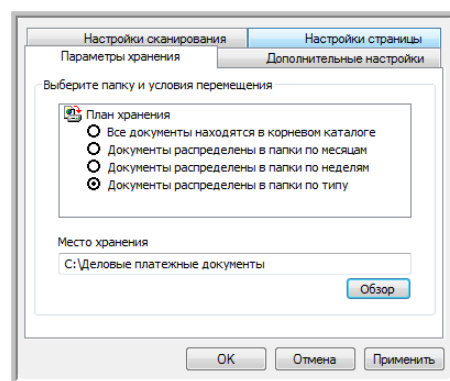 Настройки сканирования
Настройки страницы
Параметры хранения
Дополнительные настройки
Выберите папку и условия перемещения
План хранения
Все документы находятся в корневом каталоге
Документы распределены в папки по месяцам
Документы распределены в папки по неделям
Документы распределены в папки по типу
Место хранения
C:\Деловые платежные документы
Обзор
OK
Отмена
Применить